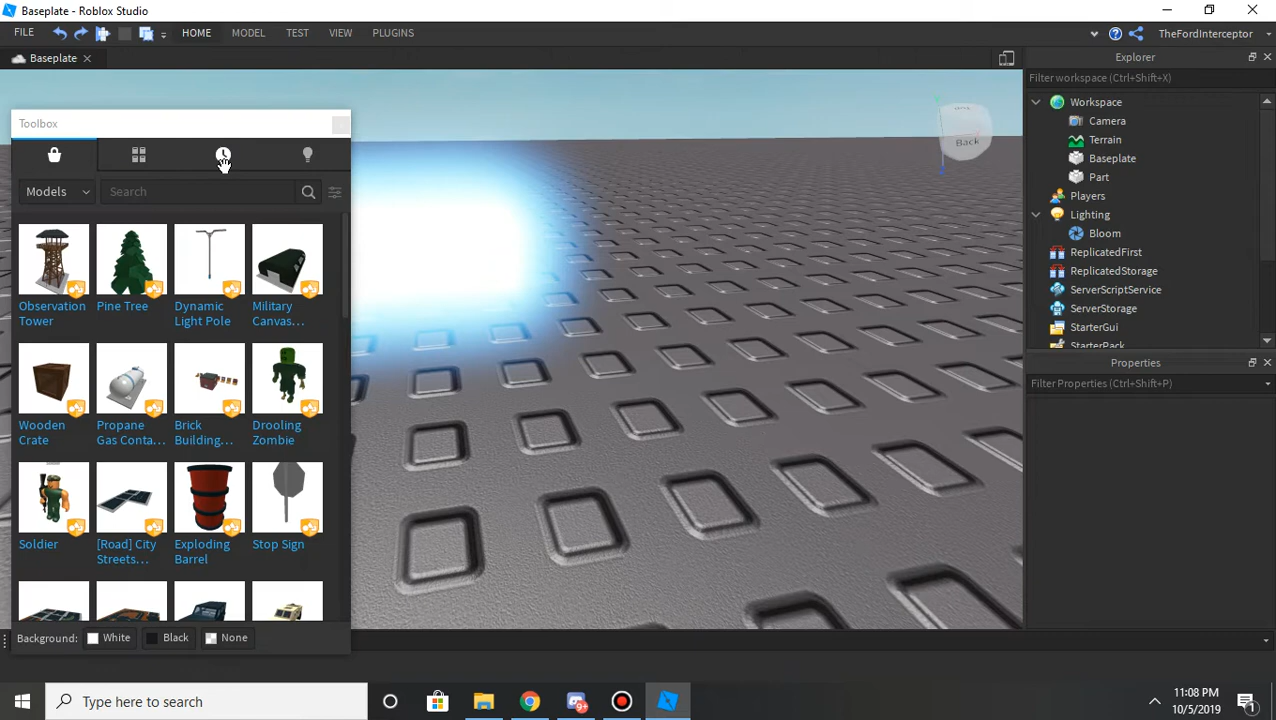 Baseplate - Roblox Studio
FILE HOME MODEL TEST VIEW PLUGINS TheFordInterceptor
Baseplate
Toolbox
Models Search
Observation Tower
Pine Tree
Dynamic Light Pole
Military Canvas...
Wooden Crate
Propane Gas Conta...
Brick Building...
Drooling Zombie
Soldier
[Road] City Streets...
Exploding Barrel
Stop Sign
Background: White Black None
Back
Explorer
Filter workspace (Ctrl+Shift+X)
Workspace
Camera
Terrain
Baseplate
Part
Players
Lighting
Bloom
ReplicatedFirst
ReplicatedStorage
ServerScriptService
ServerStorage
StarterGui
StarterPack
Properties
Filter Properties (Ctrl+Shift+P)
Type here to search
9+
11:08 PM
10/5/2019
1